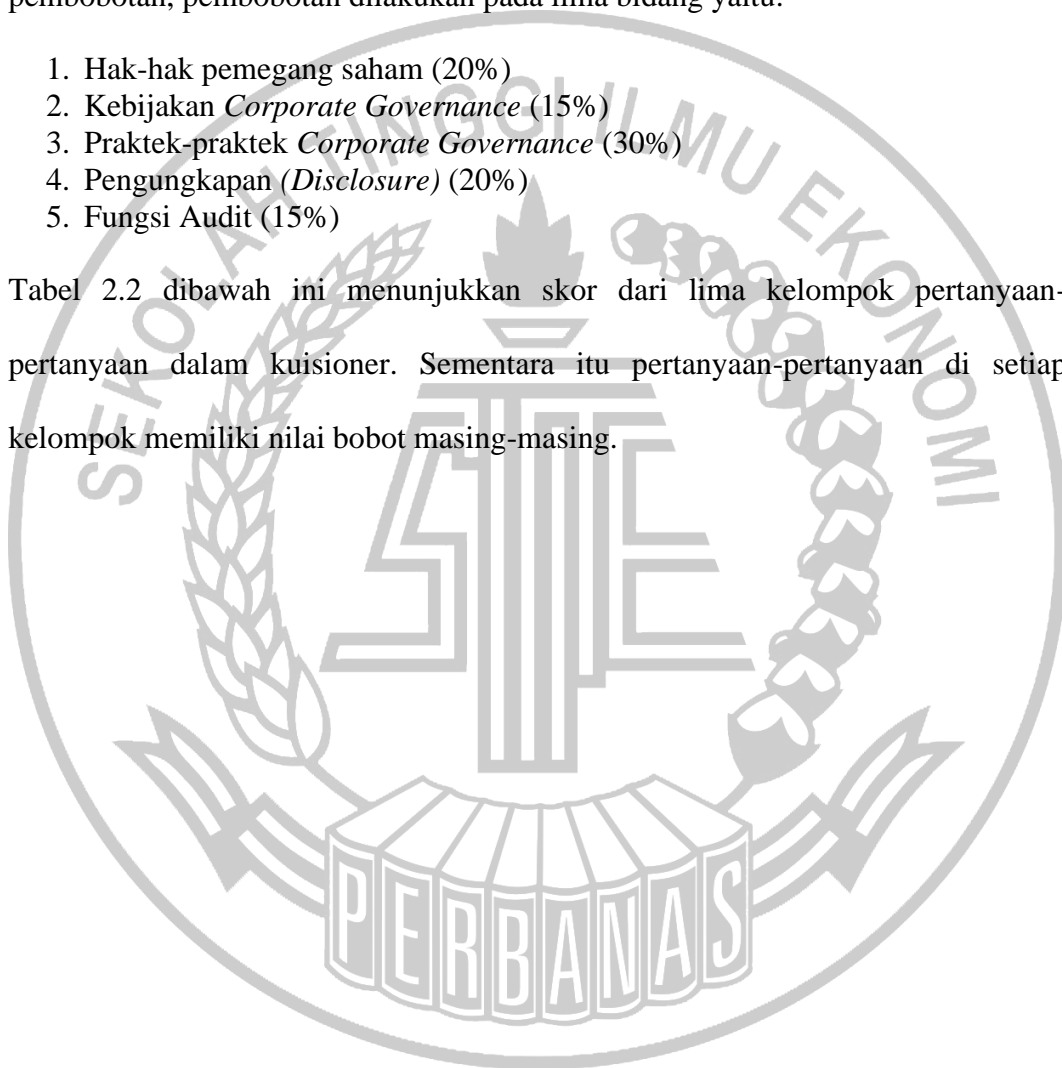 pembobotan, pembobotan dilakukan pada lima bidang yaitu:
1. Hak-hak pemegang saham (20%)
2. Kebijakan Corporate Governance (15%)
3. Praktek-praktek Corporate Governance (30%)
4. Pengungkapan (Disclosure) (20%)
5. Fungsi Audit (15%)
Tabel 2.2 dibawah ini menunjukkan skor dari lima kelompok pertanyaan-
pertanyaan dalam kuisioner. Sementara itu pertanyaan-pertanyaan di setiap
kelompok memiliki nilai bobot masing-masing.
SEKOLAH TINGGI ILMU EKONOMI
STIE
PERBANAS